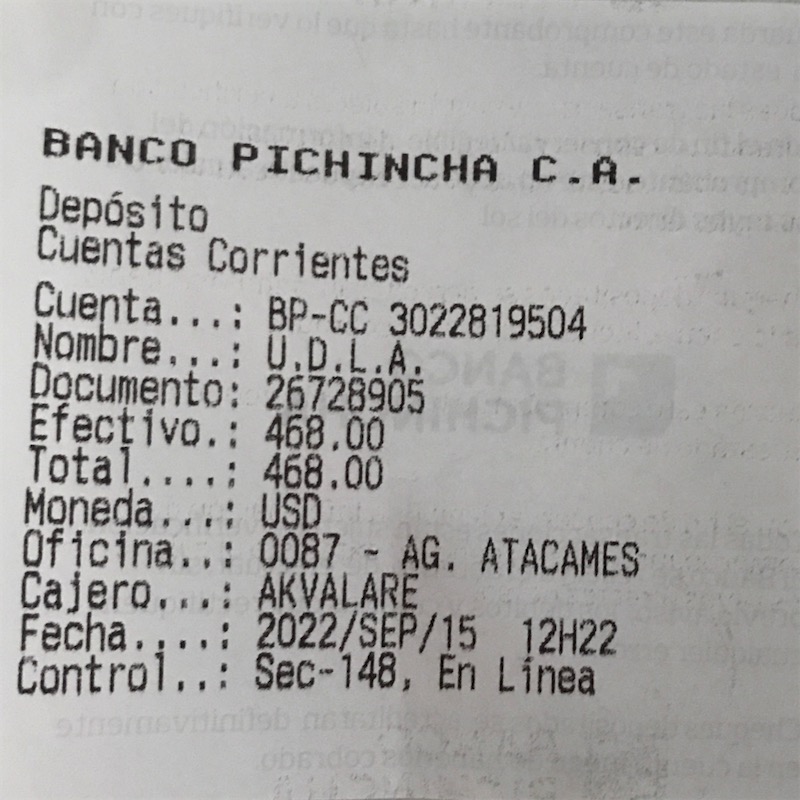 BANCO PICHINCHA C.A.
Depósito
Cuentas Corrientes
Cuenta...: BP-CC 3022819504
Nombre...: U.D.L.A.
Documento: 26728905
Efectivo.: 468.00
Total....: 468.00
Moneda...: USD
Oficina..: 0087 - AG. ATACAMES
Cajero...: AKVALARE
Fecha....: 2022/SEP/15 12H22
Control..: Sec-148, En Línea